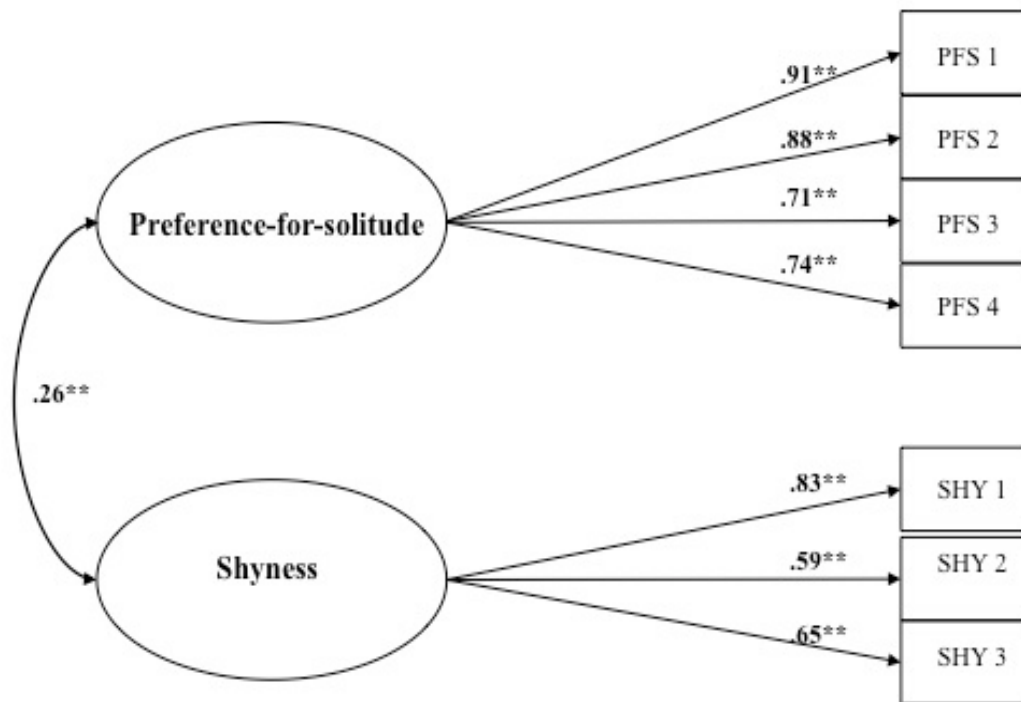 .91**
PFS 1
.88**
PFS 2
Preference-for-solitude
.71**
PFS 3
.74**
PFS 4
.26**
.83**
SHY 1
Shyness
.59**
SHY 2
.65**
SHY 3